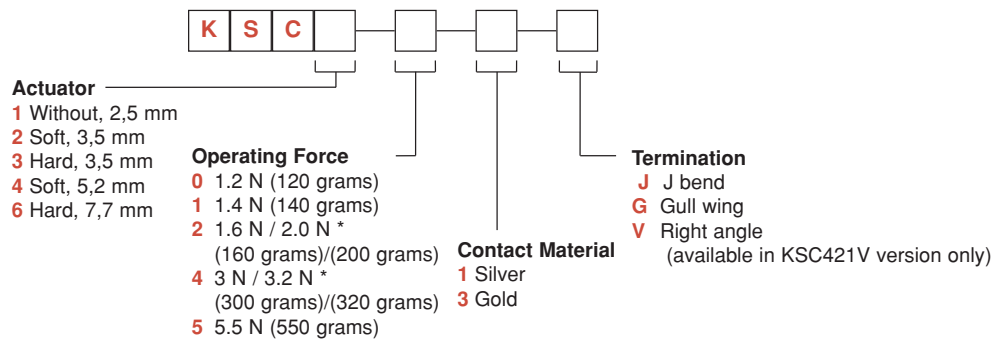 K S C
Actuator
1 Without, 2,5 mm
2 Soft, 3,5 mm
3 Hard, 3,5 mm
4 Soft, 5,2 mm
6 Hard, 7,7 mm
Operating Force
0 1.2 N (120 grams)
1 1.4 N (140 grams)
2 1.6 N / 2.0 N *
(160 grams)/(200 grams)
4 3 N / 3.2 N *
(300 grams)/(320 grams)
5 5.5 N (550 grams)
Contact Material
1 Silver
3 Gold
Termination
J J bend
G Gull wing
V Right angle
(available in KSC421V version only)